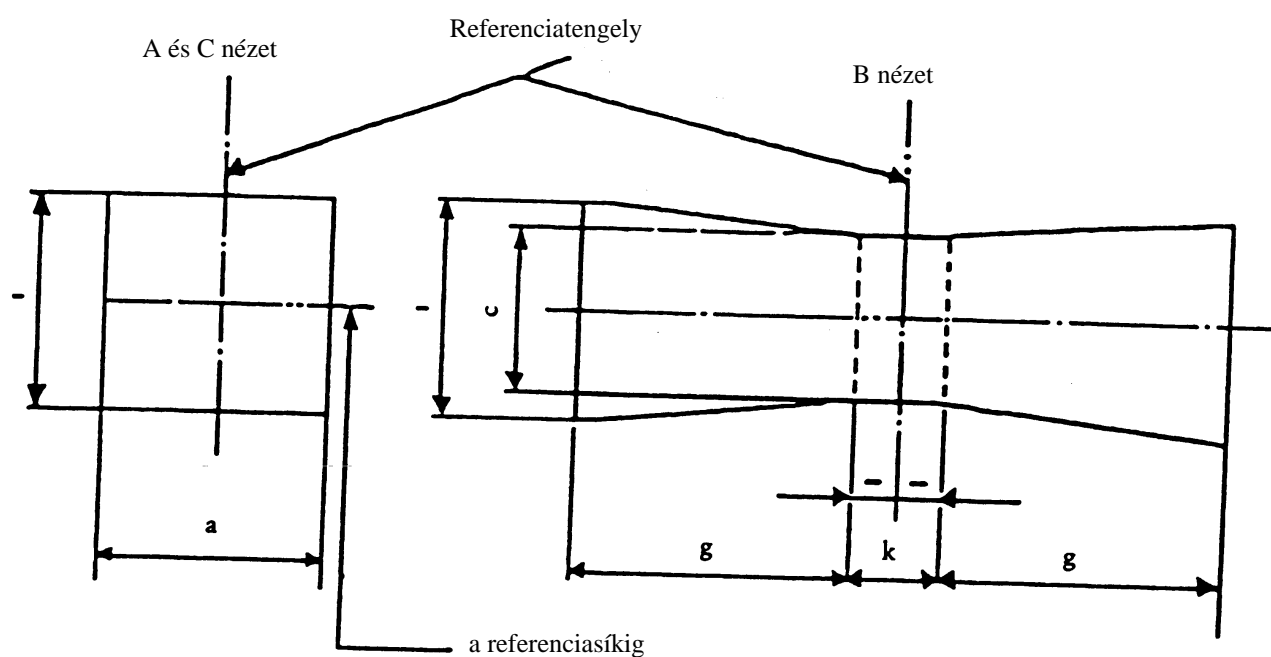 Referenciatengely
A és C nézet
B nézet
c
a
g
k
g
a referenciasíkig